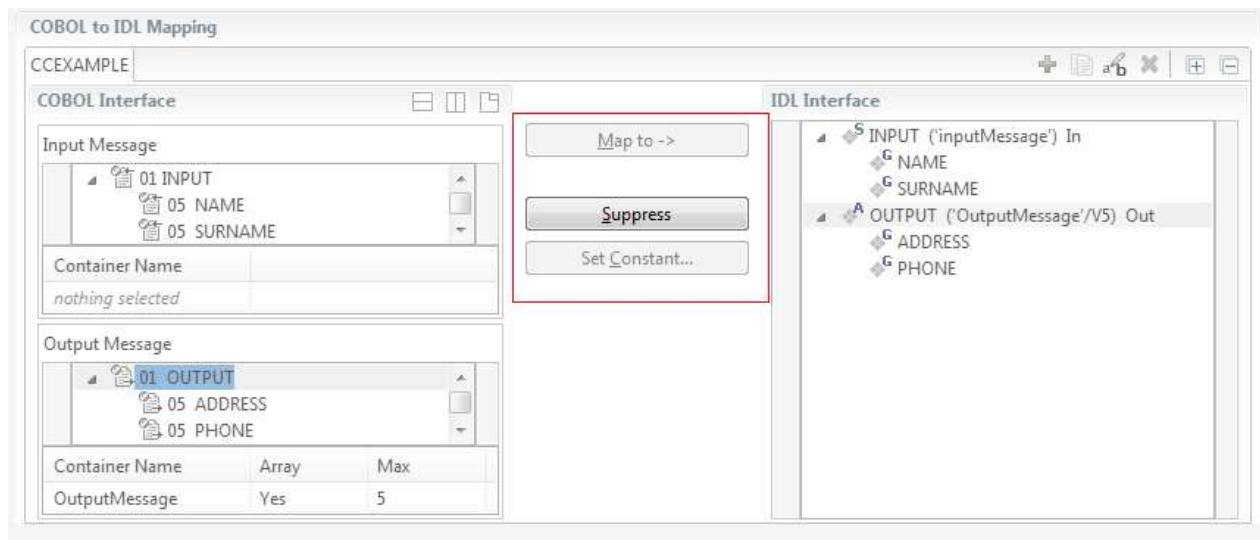 COBOL to IDL Mapping
CCEXAMPLE
COBOL Interface
Input Message
01 INPUT
05 NAME
05 SURNAME
Container Name
nothing selected
Output Message
01 OUTPUT
05 ADDRESS
05 PHONE
Container Name Array Max
OutputMessage Yes 5
Map to ->
Suppress
Set Constant...
IDL Interface
INPUT ('inputMessage') In
NAME
SURNAME
OUTPUT ('OutputMessage'/V5) Out
ADDRESS
PHONE